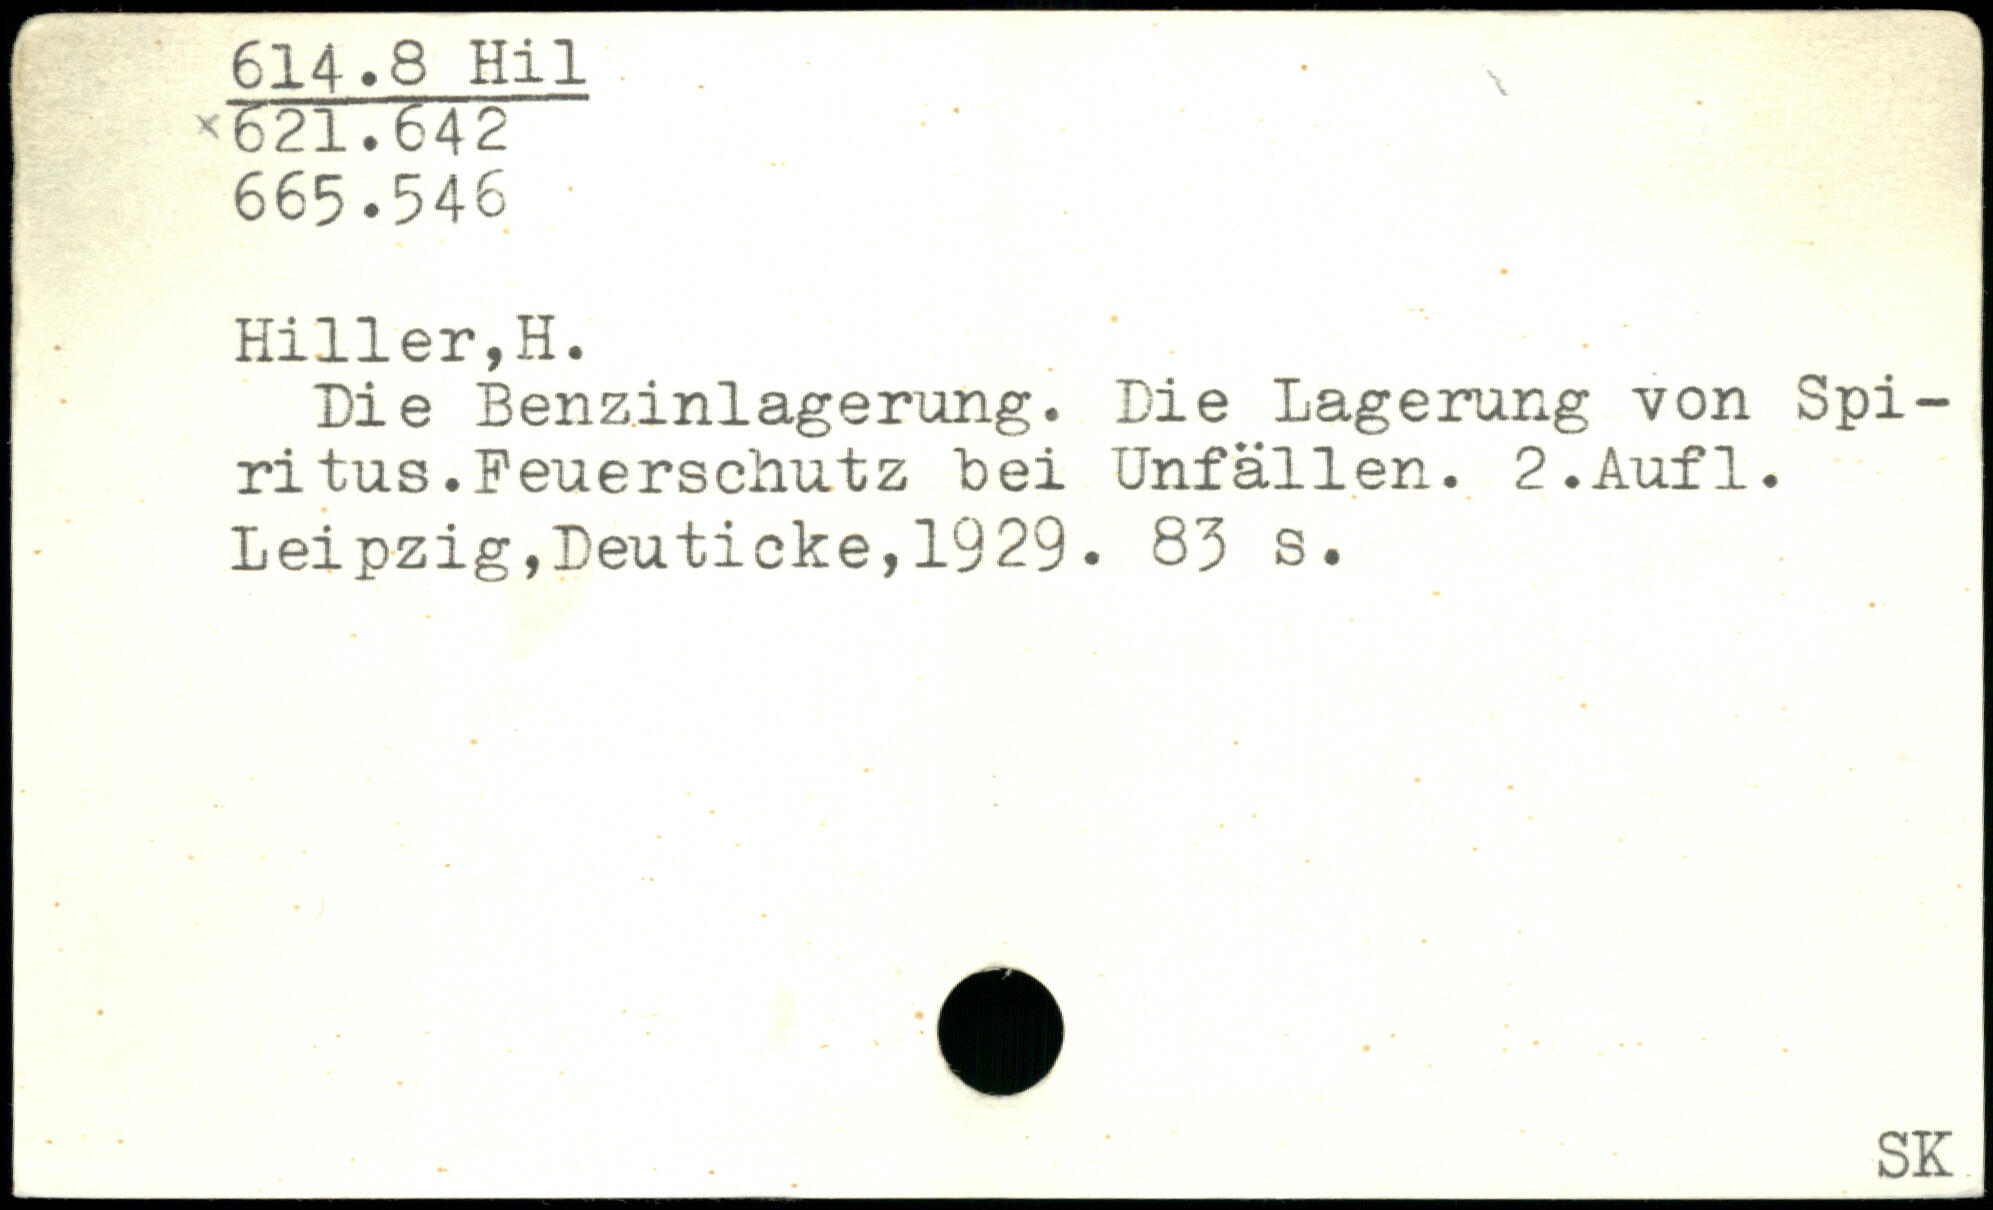 614.8 Hil
x 621.642
665.546
Hiller,H.
Die Benzinlagerung. Die Lagerung von Spi-
ritus.Feuerschutz bei Unfällen. 2.Aufl.
Leipzig,Deuticke,1929. 83 s.
SK